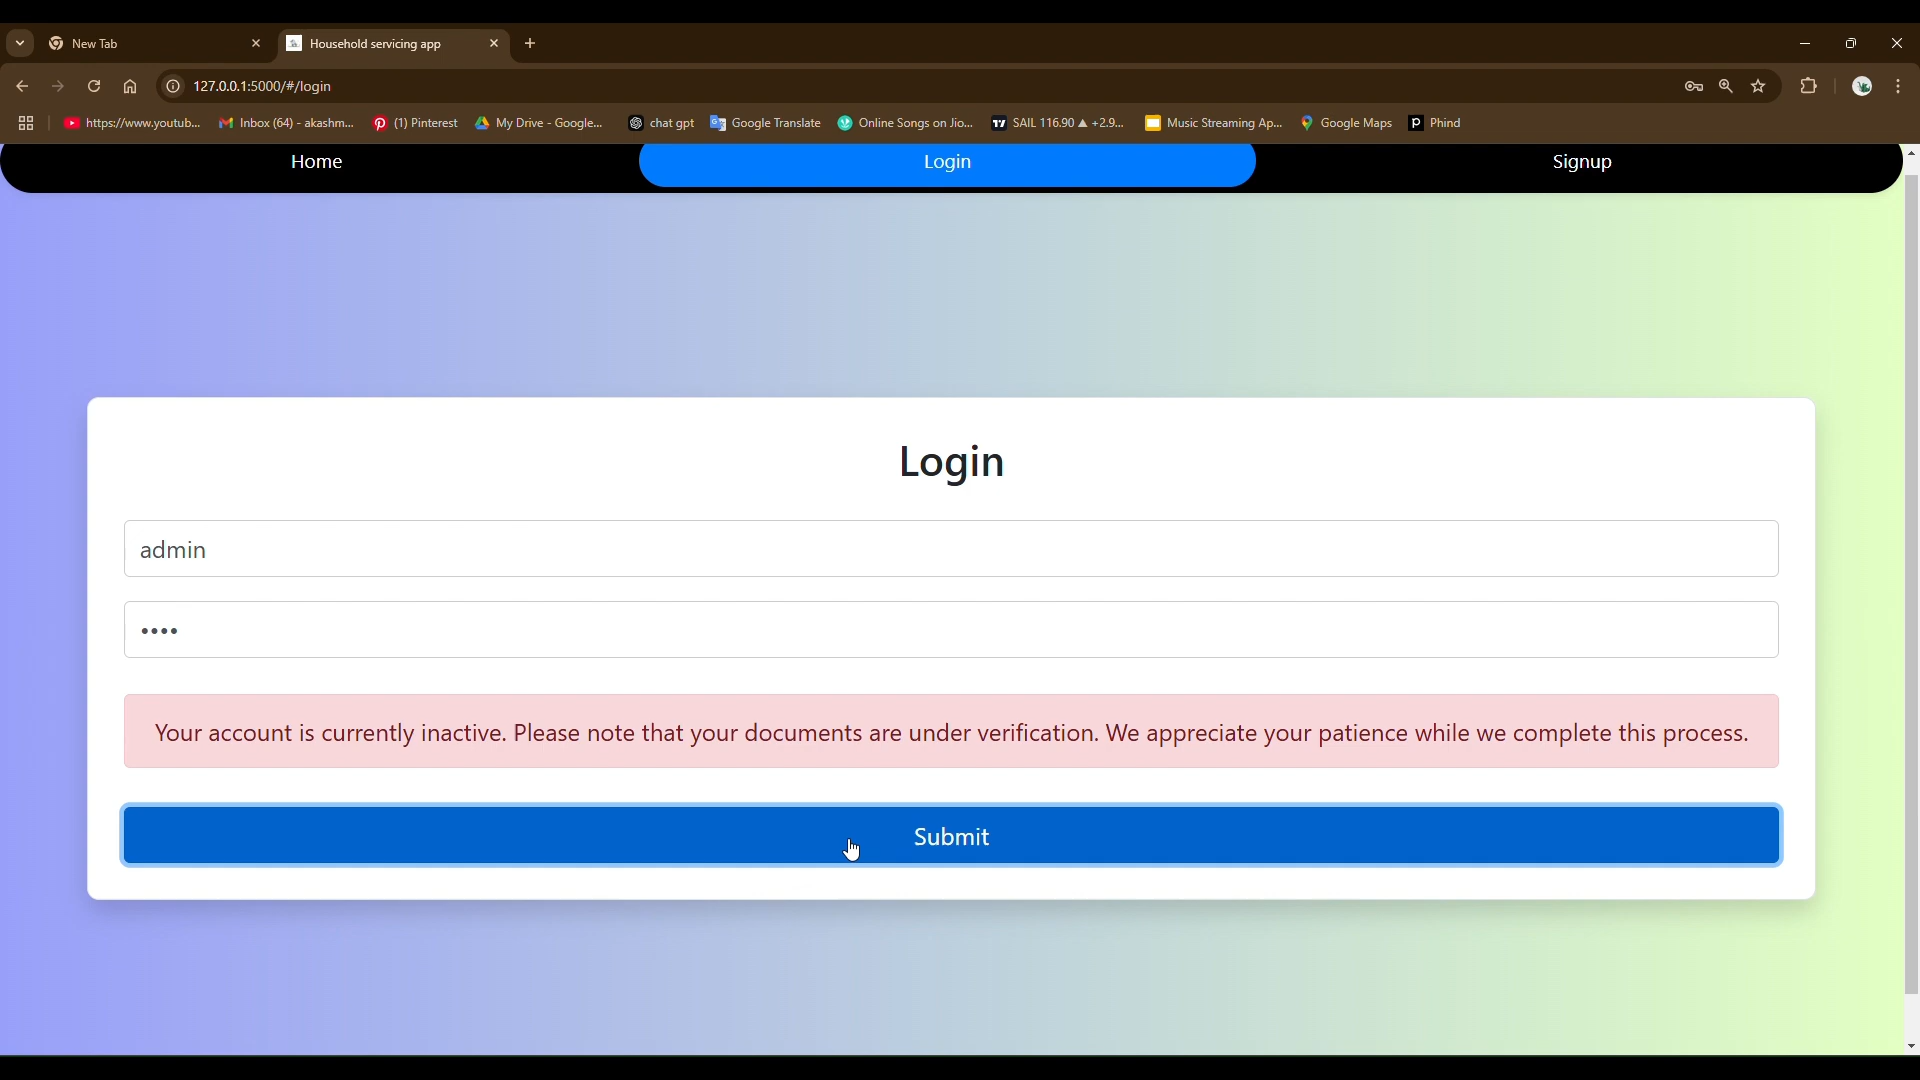 New Tab
Household servicing app
127.0.0.1:5000/#/login
https://www.youtub...
Inbox (64) - akashm...
(1) Pinterest
My Drive - Google...
chat gpt
Google Translate
Online Songs on Jio...
SAIL 116.90 ▲ +2.9...
Music Streaming Ap...
Google Maps
Phind
Home
Login
Signup
Login
admin
••••
Your account is currently inactive. Please note that your documents are under verification. We appreciate your patience while we complete this process.
Submit